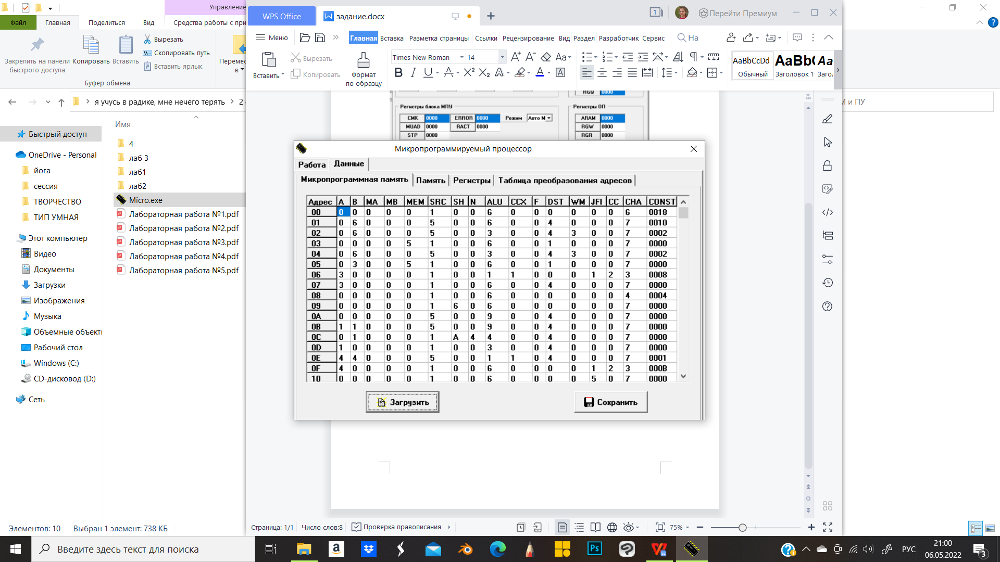 Управление
Файл
Главная
Поделиться
Вид
Средства работы с при
Закрепить на панели
быстрого доступа
Копировать
Вставить
Вырезать
Скопировать путь
Вставить ярлык
Перемес
в
Буфер обмена
я учусь в радике, мне нечего терять
2
М и ПУ
Быстрый доступ
OneDrive - Personal
йога
сессия
ТВОРЧЕСТВО
ТИП УМНАЯ
Этот компьютер
Видео
Документы
Загрузки
Изображения
Музыка
Объемные объект
Рабочий стол
Windows (C:)
CD-дисковод (D:)
Сеть
Имя
4
лаб 3
лаб1
лаб2
Micro.exe
Лабораторная работа №1.pdf
Лабораторная работа №2.pdf
Лабораторная работа №3.pdf
Лабораторная работа №4.pdf
Лабораторная работа №5.pdf
Элементов: 10 Выбран 1 элемент: 738 КБ
WPS Office
задание.docx
1
Перейти Премиум
Меню
Главная Вставка Разметка страницы Ссылки Рецензирование Вид Раздел Разработчик Сервис
На
Вставить
Вырезать
Копировать
Формат
по образцу
Times New Roman 14
AaBbCcDd AaBb( Aa
Обычный Заголовок 1 Загол
RGQ 0000
9
Регистры блока МПУ Регистры ОП
CMK 0000 ERROR 0000 Режим Авто М ARAM 0000
MUAD 0000 RACT 0000 RGW 0000
STP 0000 RGR 0000
Микропрограммируемый процессор
Работа Данные
Микропрограммная память Память Регистры Таблица преобразования адресов
Адрес A B MA MB MEM SRC SH N ALU CCX F DST WM JFI CC CHA CONST
00 0 0 0 0 0 1 0 0 6 0 0 0 0 0 0 6 0018
01 0 6 0 0 0 5 0 0 6 0 0 4 0 0 0 7 0010
02 0 6 0 0 0 5 0 0 3 0 0 4 3 0 0 7 0002
03 0 0 0 0 5 1 0 0 6 0 0 1 0 0 0 7 0000
04 0 6 0 0 0 5 0 0 3 0 0 4 3 0 0 7 0002
05 0 3 0 0 5 1 0 0 6 0 0 1 0 0 0 7 0000
06 3 0 0 0 0 1 0 0 1 1 0 0 0 1 2 3 0008
07 3 0 0 0 0 1 0 0 6 0 0 4 0 0 0 7 0000
08 0 0 0 0 0 1 0 0 6 0 0 0 0 0 0 4 0004
09 0 0 0 0 0 1 6 0 6 0 0 0 0 0 0 7 0000
0A 0 0 0 0 0 5 0 0 9 0 0 4 0 0 0 7 0000
0B 1 1 0 0 0 5 0 0 9 0 0 4 0 0 0 7 0000
0C 0 1 0 0 0 1 A 4 4 0 0 4 0 0 0 7 0000
0D 1 0 0 0 0 1 0 0 3 0 0 4 0 0 0 7 0000
0E 4 4 0 0 0 5 0 0 1 1 0 4 0 0 0 7 0001
0F 4 0 0 0 0 1 0 0 6 0 0 0 0 1 2 3 000B
10 0 0 0 0 0 1 0 0 6 0 0 0 0 5 0 7 0000
Загрузить
Сохранить
Страница: 1/1 Число слов:8 Проверка правописания
75%
Введите здесь текст для поиска
РУС
21:00
06.05.2022
3